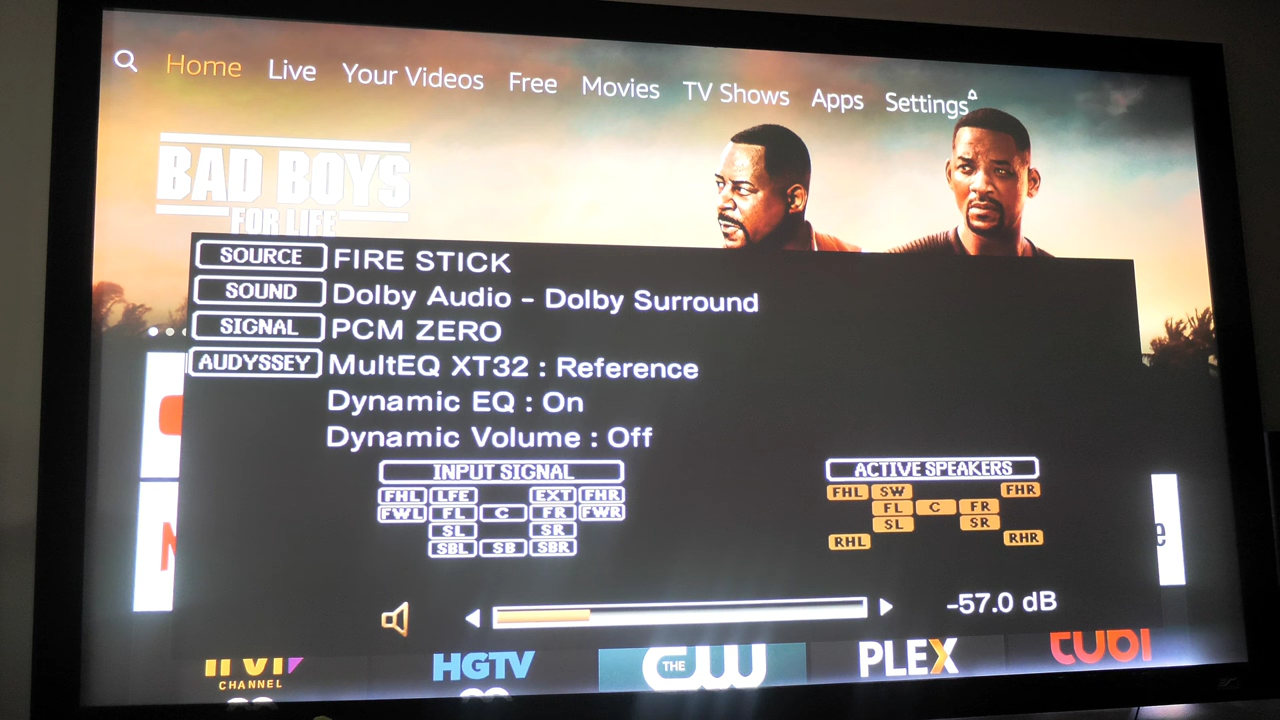 Home Live Your Videos Free Movies TV Shows Apps Settings
BAD BOYS
FOR LIFE
SOURCE FIRE STICK
SOUND Dolby Audio - Dolby Surround
SIGNAL PCM ZERO
AUDYSSEY MultEQ XT32 : Reference
Dynamic EQ : On
Dynamic Volume : Off
INPUT SIGNAL
FHL LFE EXT FHR
FWL FL C FR FWR
SL SR
SBL SB SBR
ACTIVE SPEAKERS
FHL SW FHR
FL C FR
SL SR
RHL RHR
-57.0 dB
CHANNEL
HGTV
THE CW
PLEX
tubi